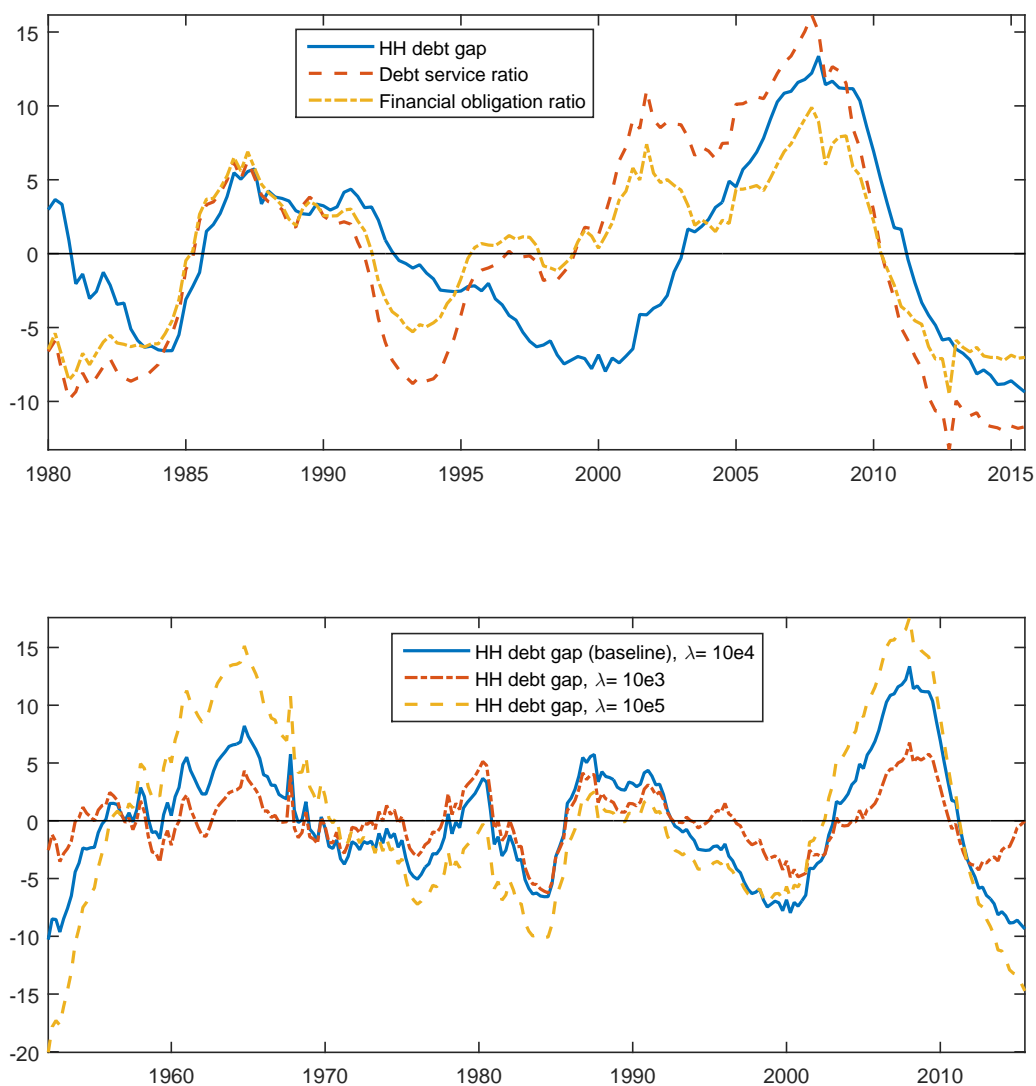 15
10
5
0
-5
-10
HH debt gap
Debt service ratio
Financial obligation ratio
1980 1985 1990 1995 2000 2005 2010 2015
15
10
5
0
-5
-10
-15
-20
HH debt gap (baseline), λ= 10e4
HH debt gap, λ= 10e3
HH debt gap, λ= 10e5
1960 1970 1980 1990 2000 2010